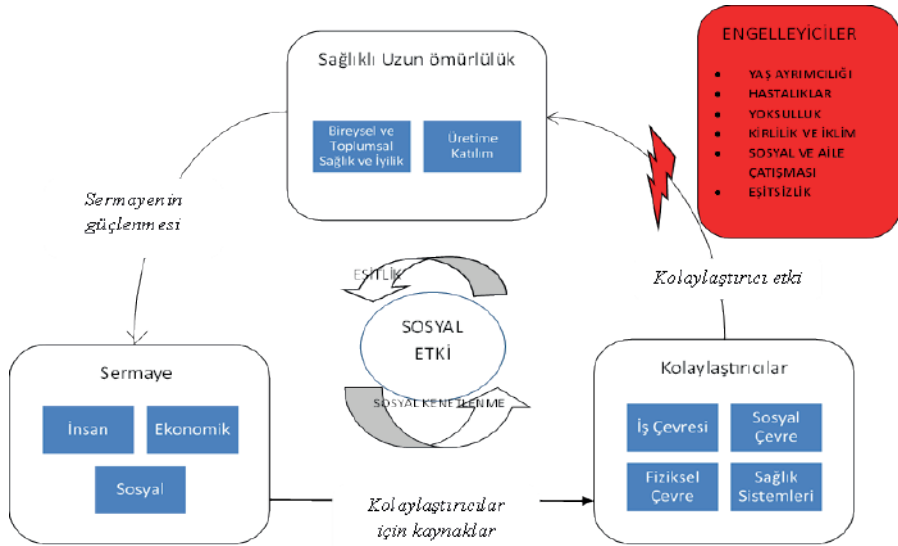 Sağlıklı Uzun ömürlülük
Bireysel ve
Toplumsal
Sağlık ve İyilik
Üretime
Katılım
ENGELLEYİCİLER
• YAŞ AYRIMCILIĞI
• HASTALIKLAR
• YOKSULLUK
• KİRLİLİK VE İKLİM
• SOSYAL VE AİLE
ÇATIŞMASI
• EŞİTSİZLİK
Sermayenin
güçlenmesi
Kolaylaştırıcı etki
EŞİTLİK
SOSYAL
ETKİ
SOSYAL KENETLENME
Sermaye
İnsan
Ekonomik
Sosyal
Kolaylaştırıcılar
için kaynaklar
Kolaylaştırıcılar
İş Çevresi
Sosyal
Çevre
Fiziksel
Çevre
Sağlık
Sistemleri